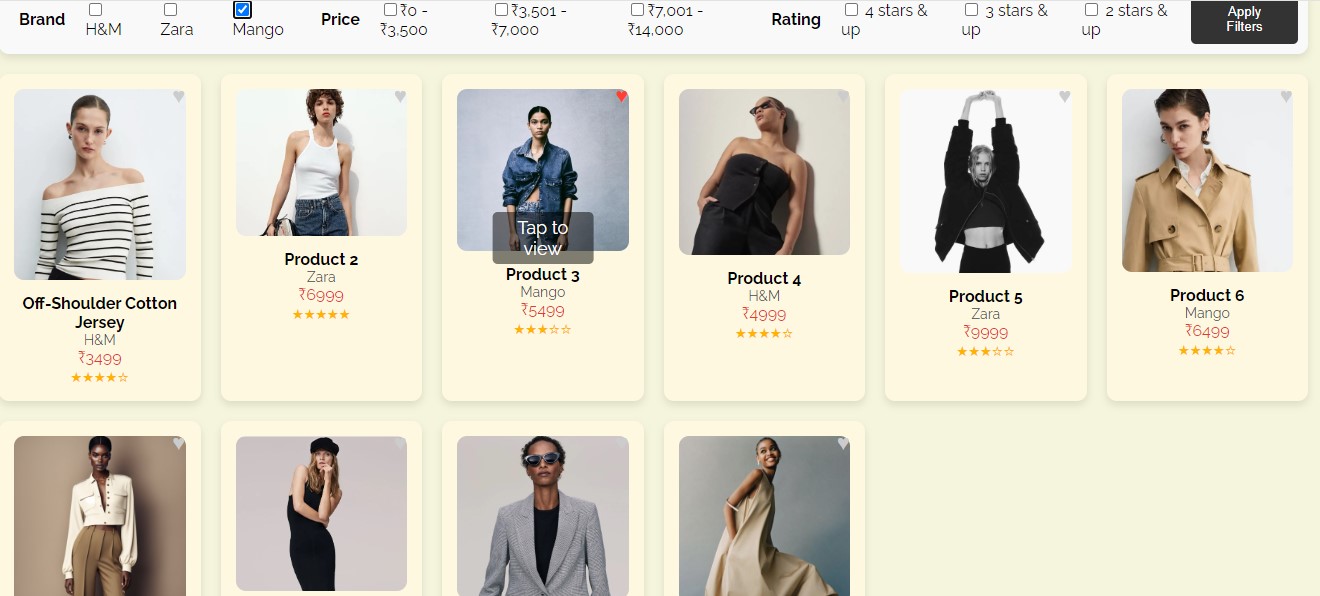 Brand
H&M
Zara
Mango
Price
₹0 -
₹3,500
₹3,501 -
₹7,000
₹7,001 -
₹14,000
Rating
4 stars &
up
3 stars &
up
2 stars &
up
Apply
Filters
Off-Shoulder Cotton
Jersey
H&M
₹3499
★★★★☆
Product 2
Zara
₹6999
★★★★★
Tap to
view
Product 3
Mango
₹5499
★★★☆☆
Product 4
H&M
₹4999
★★★★☆
Product 5
Zara
₹9999
★★★☆☆
Product 6
Mango
₹6499
★★★★☆